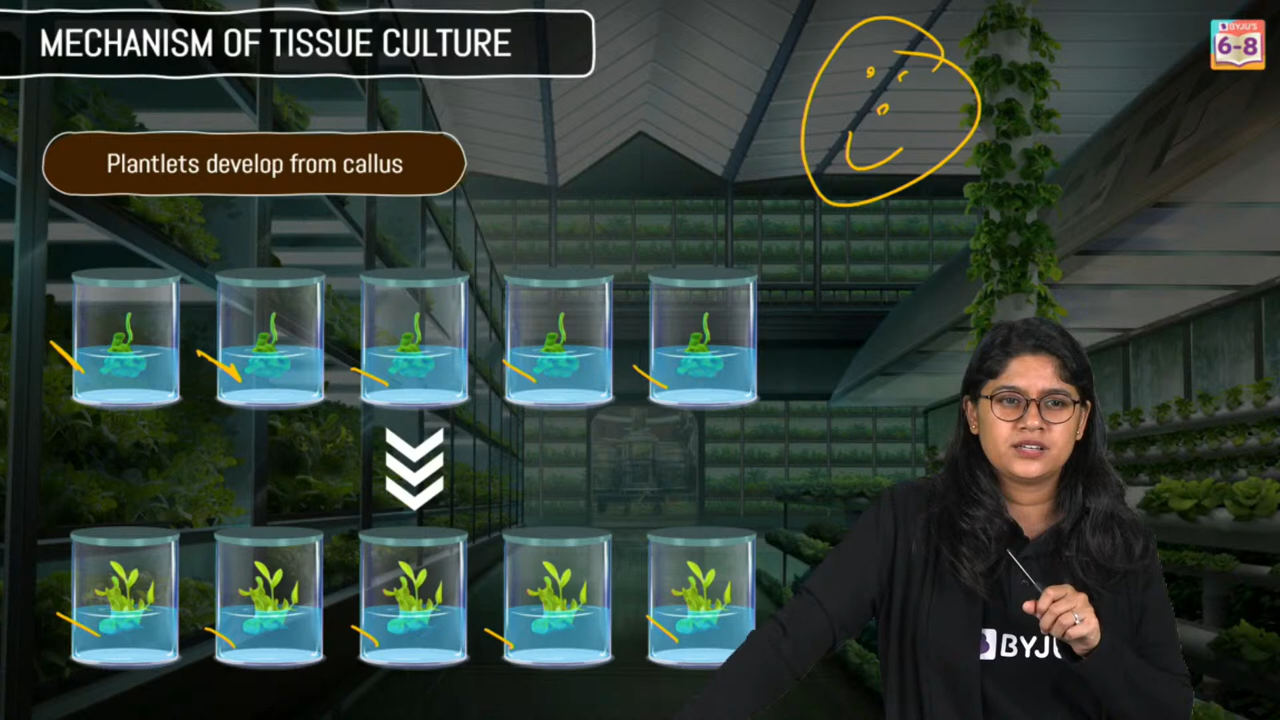 MECHANISM OF TISSUE CULTURE
BYJU'S
6-8
Plantlets develop from callus
BYJU